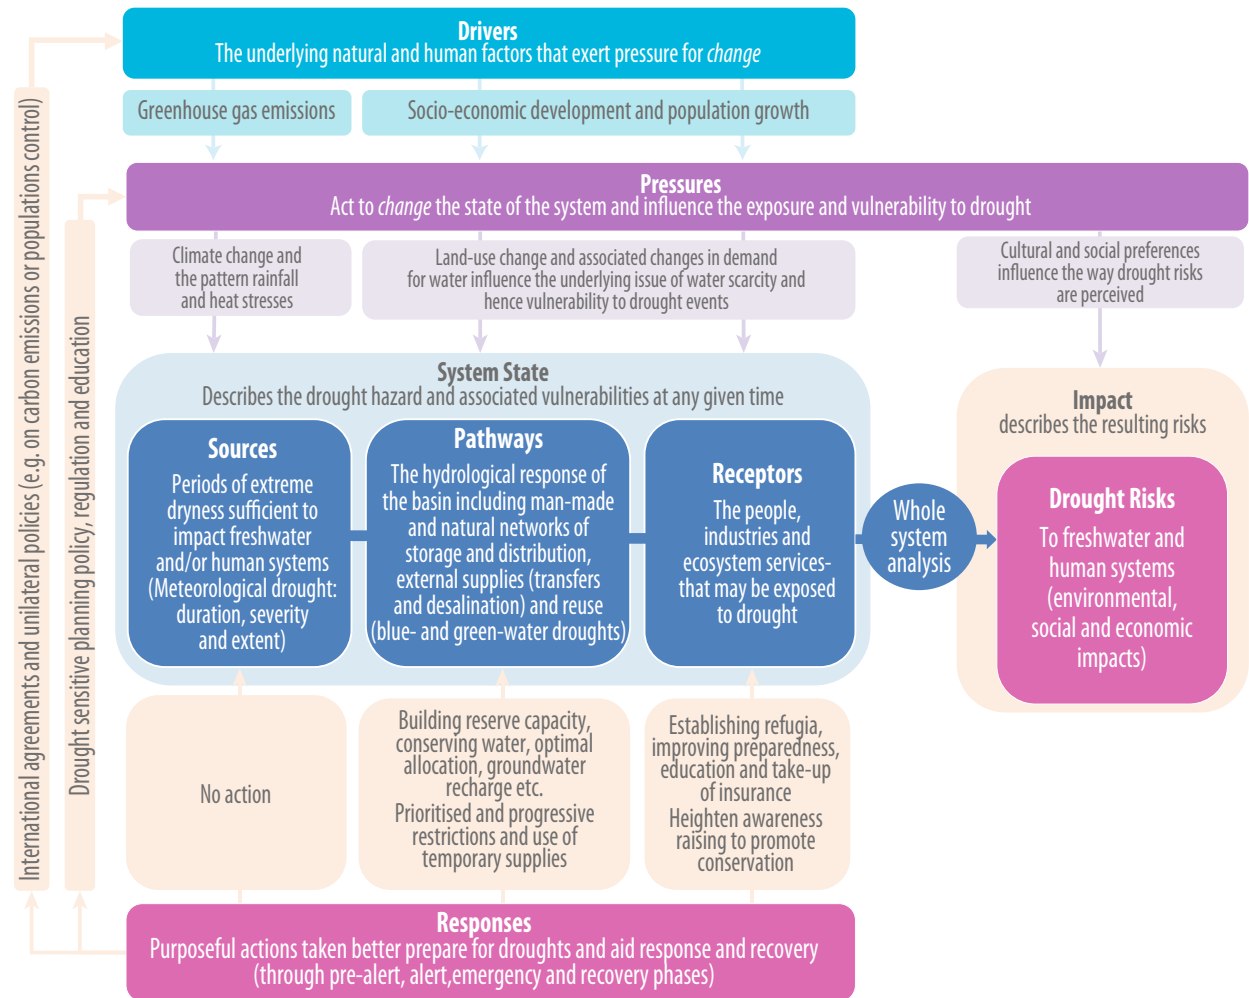 Drivers
The underlying natural and human factors that exert pressure for change
Greenhouse gas emissions
Socio-economic development and population growth
Pressures
Act to change the state of the system and influence the exposure and vulnerability to drought
Climate change and
the pattern rainfall
and heat stresses
Land-use change and associated changes in demand
for water influence the underlying issue of water scarcity and
hence vulnerability to drought events
Cultural and social preferences
influence the way drought risks
are perceived
System State
Describes the drought hazard and associated vulnerabilities at any given time
Sources
Periods of extreme
dryness sufficient to
impact freshwater
and/or human systems
(Meteorological drought:
duration, severity
and extent)
Pathways
The hydrological response of
the basin including man-made
and natural networks of
storage and distribution,
external supplies (transfers
and desalination) and reuse
(blue- and green-water droughts)
Receptors
The people,
industries and
ecosystem services-
that may be exposed
to drought
Whole
system
analysis
Impact
describes the resulting risks
Drought Risks
To freshwater and
human systems
(environmental,
social and economic
impacts)
No action
Building reserve capacity,
conserving water, optimal
allocation, groundwater
recharge etc.
Prioritised and progressive
restrictions and use of
temporary supplies
Establishing refugia,
improving preparedness,
education and take-up
of insurance
Heighten awareness
raising to promote
conservation
Responses
Purposeful actions taken better prepare for droughts and aid response and recovery
(through pre-alert, alert,emergency and recovery phases)
International agreements and unilateral policies (e.g. on carbon emissions or populations control)
Drought sensitive planning policy, regulation and education